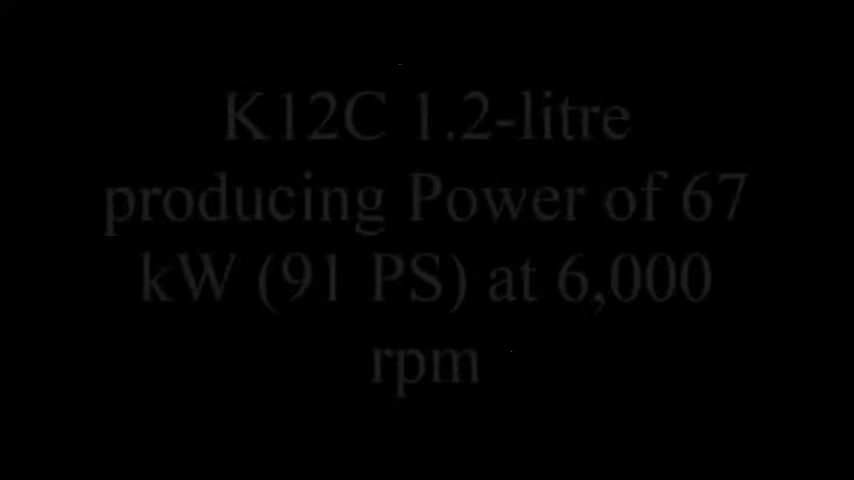 K12C 1.2-litre
producing Power of 67
kW (91 PS) at 6,000
rpm